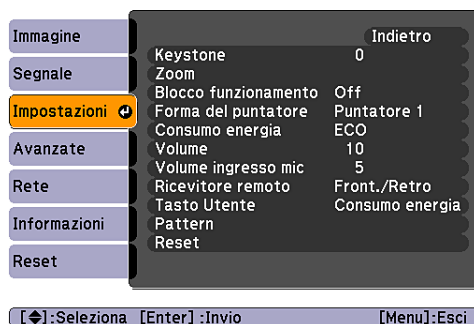 Immagine
Segnale
Impostazioni
Avanzate
Rete
Informazioni
Reset
Indietro
Keystone 0
Zoom
Blocco funzionamento Off
Forma del puntatore Puntatore 1
Consumo energia ECO
Volume 10
Volume ingresso mic 5
Ricevitore remoto Front./Retro
Tasto Utente Consumo energia
Pattern
Reset
[◆]:Seleziona [Enter] :Invio [Menu]:Esci